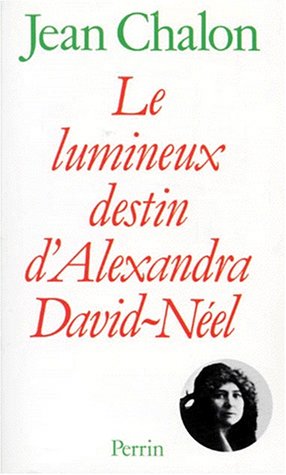 Jean Chalon
Le
lumineux
destin
d'Alexandra
David~Néel
Perrin